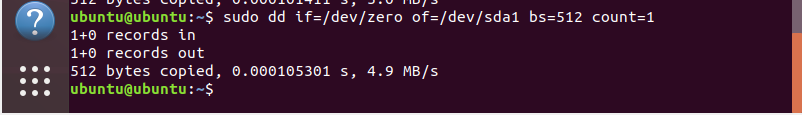 512 bytes copied, 0.000101411 s, 5.0 MB/s
ubuntu@ubuntu:~$ sudo dd if=/dev/zero of=/dev/sda1 bs=512 count=1
1+0 records in
1+0 records out
512 bytes copied, 0.000105301 s, 4.9 MB/s
ubuntu@ubuntu:~$